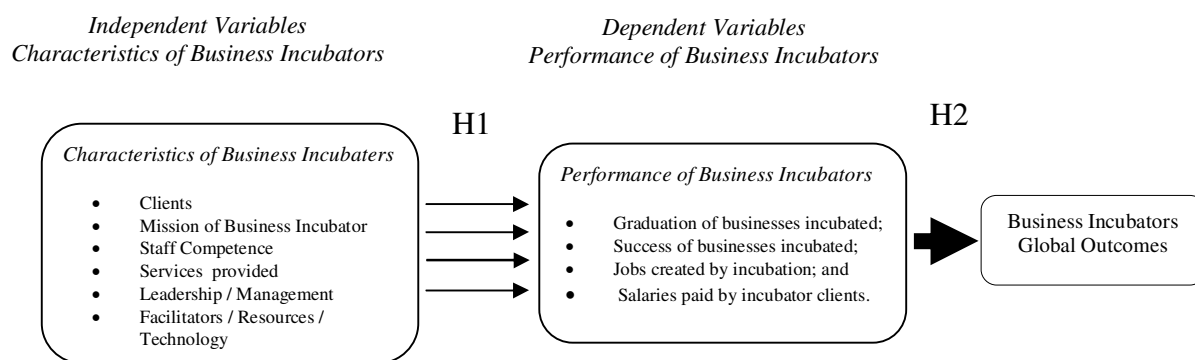 Independent Variables
Characteristics of Business Incubators
Dependent Variables
Performance of Business Incubators
H1
H2
Characteristics of Business Incubaters
• Clients
• Mission of Business Incubator
• Staff Competence
• Services provided
• Leadership / Management
• Facilitators / Resources /
Technology
Performance of Business Incubators
• Graduation of businesses incubated;
• Success of businesses incubated;
• Jobs created by incubation; and
• Salaries paid by incubator clients.
Business Incubators
Global Outcomes